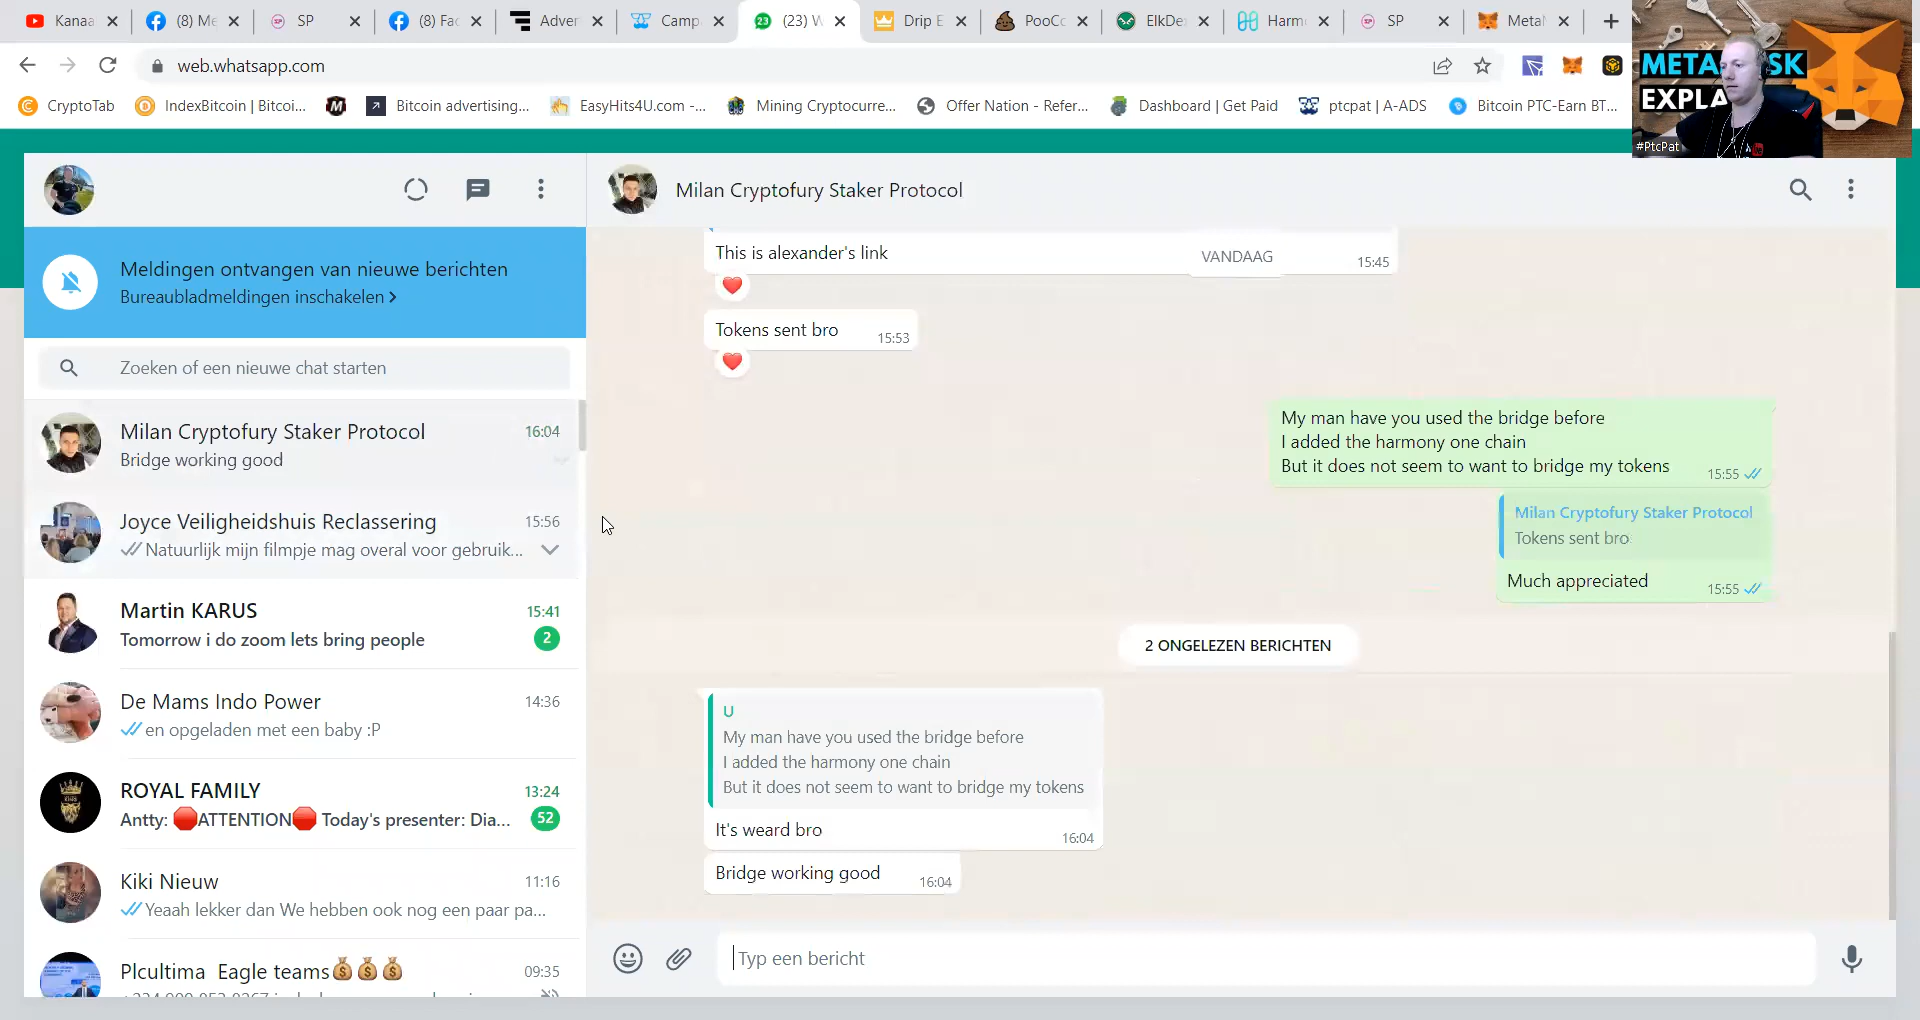 Kanaa
(8) Me
SP
(8) Fac
Adver
Camp
(23) W
Drip E
PooCo
ElkDe
Harm
SP
Meta
web.whatsapp.com
CryptoTab
IndexBitcoin | Bitcoi...
Bitcoin advertising...
EasyHits4U.com -...
Mining Cryptocurre...
Offer Nation - Refer...
Dashboard | Get Paid
ptcpat | A-ADS
Bitcoin PTC-Earn BT...
META SK
EXPLA
#PtcPat
Milan Cryptofury Staker Protocol
Meldingen ontvangen van nieuwe berichten
Bureaubladmeldingen inschakelen >
Zoeken of een nieuwe chat starten
Milan Cryptofury Staker Protocol
16:04
Bridge working good
Joyce Veiligheidshuis Reclassering
15:56
Natuurlijk mijn filmpje mag overal voor gebruik...
Martin KARUS
15:41
Tomorrow i do zoom lets bring people
2
De Mams Indo Power
14:36
en opgeladen met een baby :P
ROYAL FAMILY
13:24
Antty: 🛑ATTENTION🛑 Today's presenter: Dia...
52
Kiki Nieuw
11:16
Yeaah lekker dan We hebben ook nog een paar pa...
Plcultima Eagle teams💰💰💰
09:35
This is alexander's link
VANDAAG
15:45
Tokens sent bro
15:53
My man have you used the bridge before
I added the harmony one chain
But it does not seem to want to bridge my tokens
15:55
Milan Cryptofury Staker Protocol
Tokens sent bro
Much appreciated
15:55
2 ONGELEZEN BERICHTEN
U
My man have you used the bridge before
I added the harmony one chain
But it does not seem to want to bridge my tokens
It's weard bro
16:04
Bridge working good
16:04
Typ een bericht